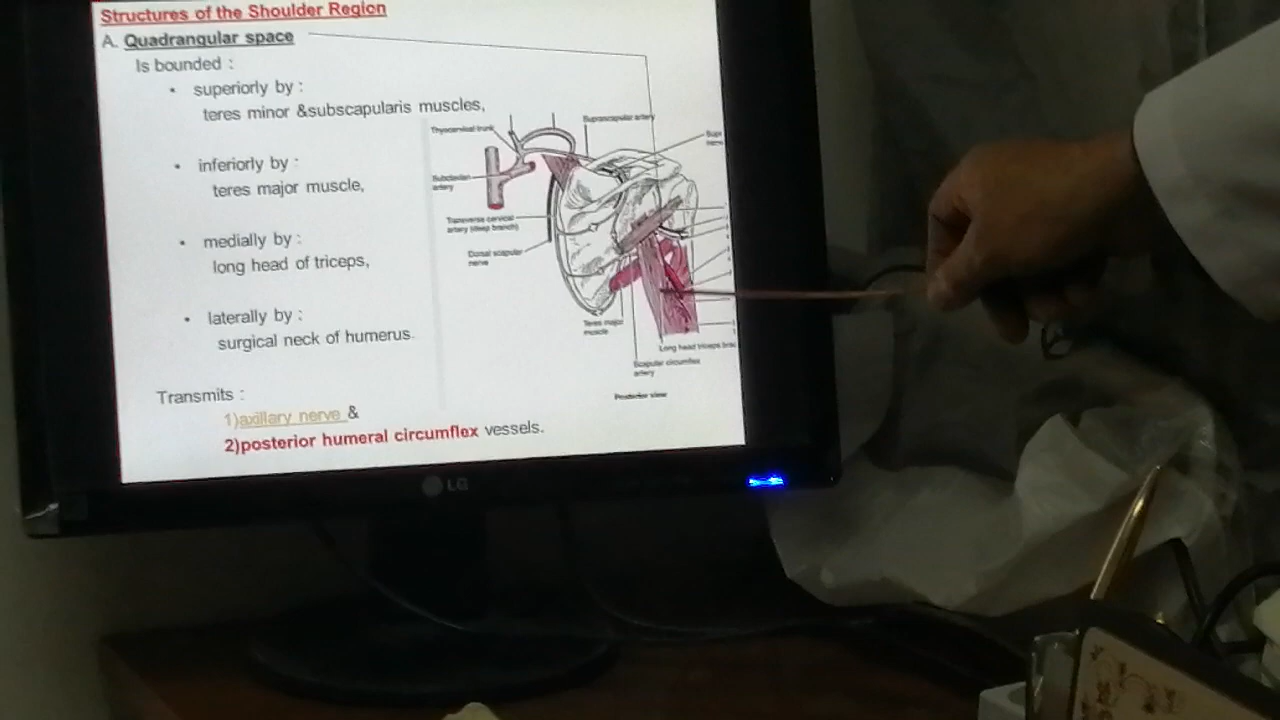 Structures of the Shoulder Region
A. Quadrangular space
Is bounded :
• superiorly by :
teres minor &subscapularis muscles,
• inferiorly by :
teres major muscle,
• medially by :
long head of triceps,
• laterally by :
surgical neck of humerus.
Transmits :
1)axillary nerve &
2)posterior humeral circumflex vessels.
Thyrocervical trunk
Suprascapular artery
Subclavian
artery
Transverse cervical
artery (deep branch)
Dorsal scapular
nerve
Teres major
muscle
Long head triceps
Scapular circumflex
artery
Posterior view
LG